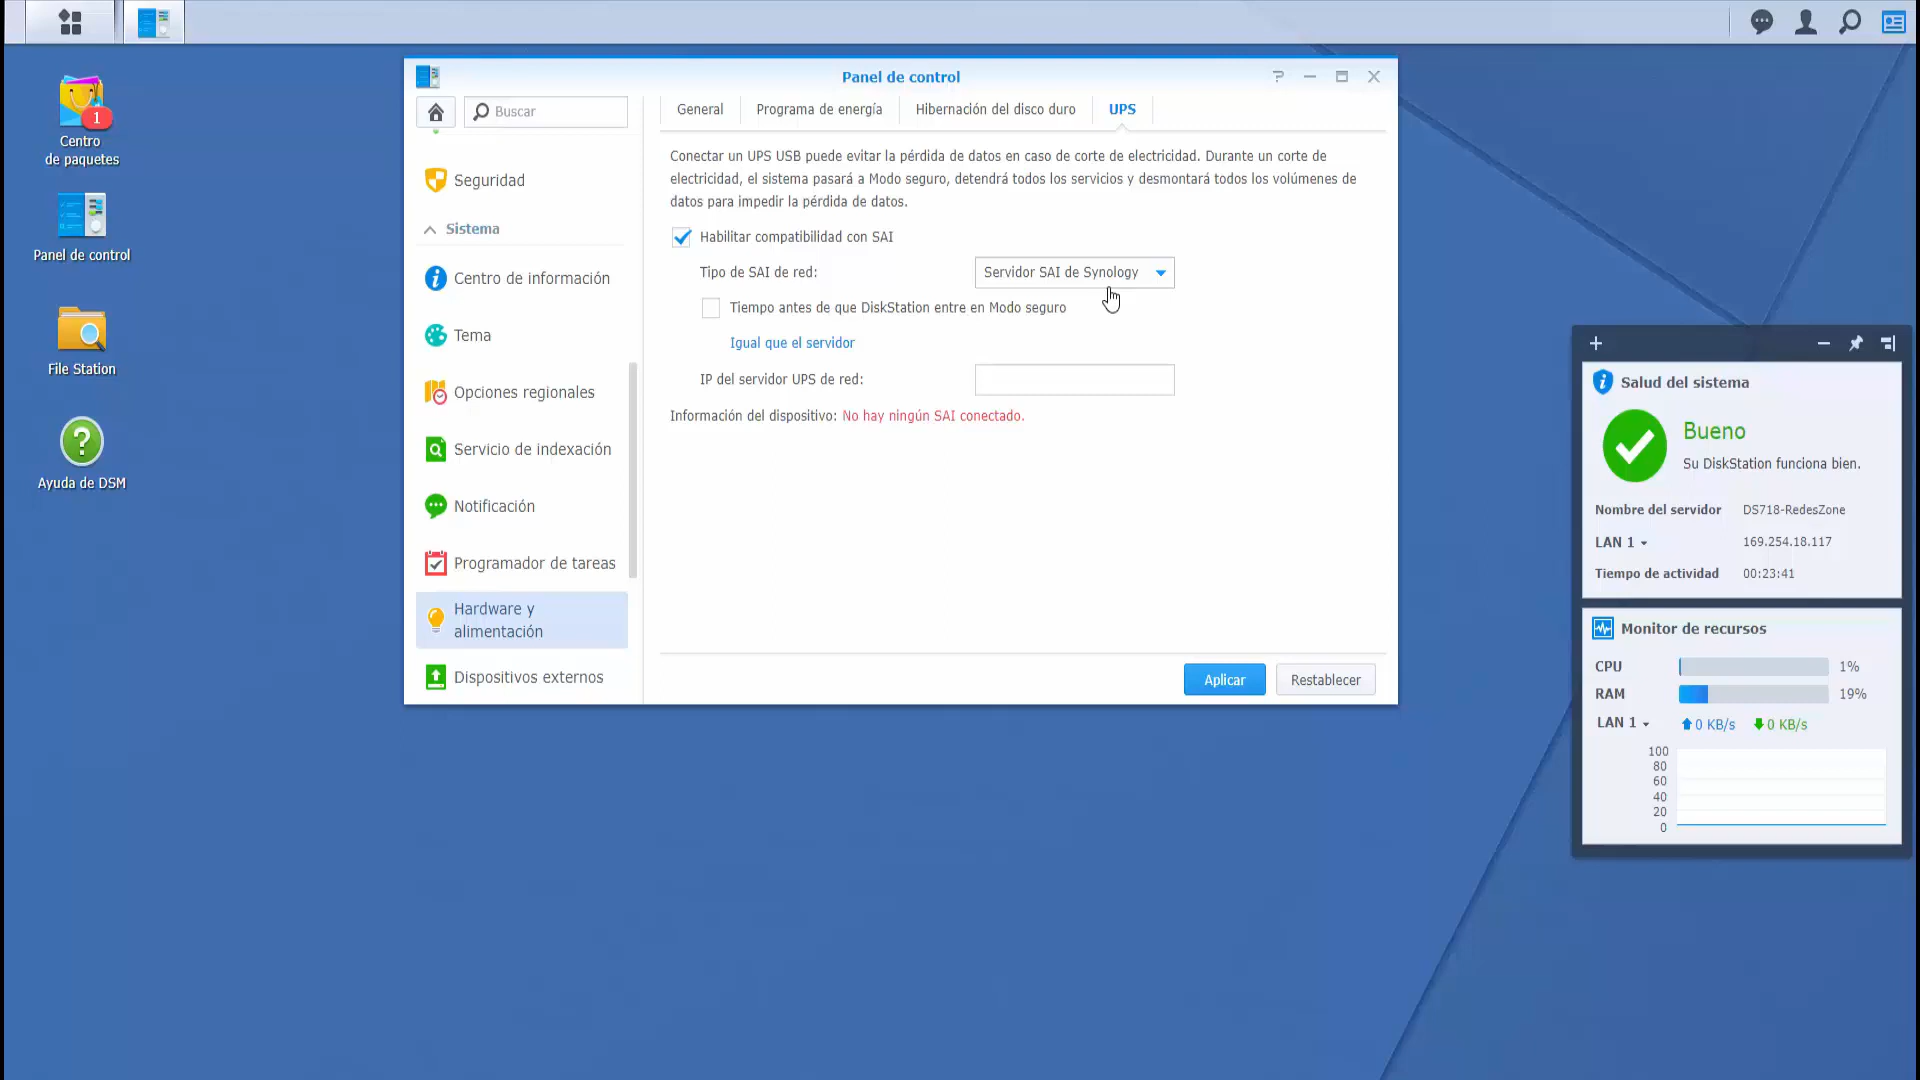 Centro
de paquetes
1
Panel de control
File Station
Ayuda de DSM
Panel de control
Buscar
Seguridad
Sistema
Centro de información
Tema
Opciones regionales
Servicio de indexación
Notificación
Programador de tareas
Hardware y
alimentación
Dispositivos externos
General
Programa de energía
Hibernación del disco duro
UPS
Conectar un UPS USB puede evitar la pérdida de datos en caso de corte de electricidad. Durante un corte de
electricidad, el sistema pasará a Modo seguro, detendrá todos los servicios y desmontará todos los volúmenes de
datos para impedir la pérdida de datos.
Habilitar compatibilidad con SAI
Tipo de SAI de red: Servidor SAI de Synology
Tiempo antes de que DiskStation entre en Modo seguro
Igual que el servidor
IP del servidor UPS de red:
Información del dispositivo: No hay ningún SAI conectado.
Aplicar
Restablecer
Salud del sistema
Bueno
Su DiskStation funciona bien.
Nombre del servidor DS718-RedesZone
LAN 1 169.254.18.117
Tiempo de actividad 00:23:41
Monitor de recursos
CPU 1%
RAM 19%
LAN 1 0 KB/s 0 KB/s
100
80
60
40
20
0